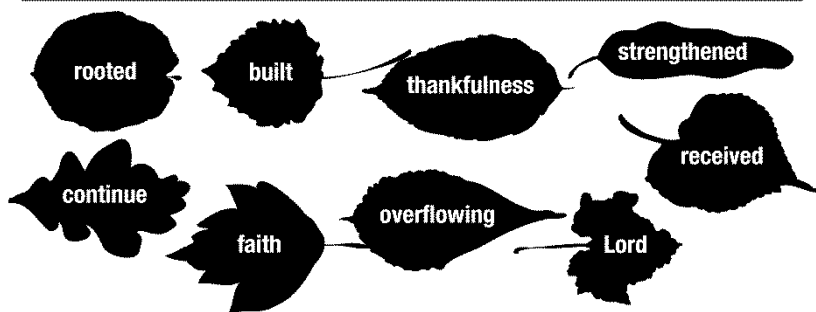 rooted
built
thankfulness
strengthened
received
continue
faith
overflowing
Lord